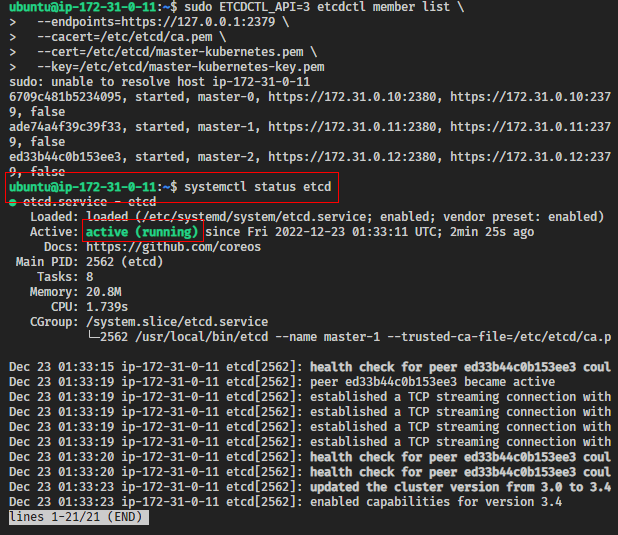 ubuntu@ip-172-31-0-11:~$ sudo ETCDCTL_API=3 etcdctl member list \
>   --endpoints=https://127.0.0.1:2379 \
>   --cacert=/etc/etcd/ca.pem \
>   --cert=/etc/etcd/master-kubernetes.pem \
>   --key=/etc/etcd/master-kubernetes-key.pem
sudo: unable to resolve host ip-172-31-0-11
6709c481b5234095, started, master-0, https://172.31.0.10:2380, https://172.31.0.10:237
9, false
ade74a4f39c39f33, started, master-1, https://172.31.0.11:2380, https://172.31.0.11:237
9, false
ed33b44c0b153ee3, started, master-2, https://172.31.0.12:2380, https://172.31.0.12:237
9, false
ubuntu@ip-172-31-0-11:~$ systemctl status etcd
● etcd.service - etcd
Loaded: loaded (/etc/systemd/system/etcd.service; enabled; vendor preset: enabled)
Active: active (running) since Fri 2022-12-23 01:33:11 UTC; 2min 25s ago
Docs: https://github.com/coreos
Main PID: 2562 (etcd)
Tasks: 8
Memory: 20.8M
CPU: 1.739s
CGroup: /system.slice/etcd.service
└─2562 /usr/local/bin/etcd --name master-1 --trusted-ca-file=/etc/etcd/ca.p
Dec 23 01:33:15 ip-172-31-0-11 etcd[2562]: health check for peer ed33b44c0b153ee3 coul
Dec 23 01:33:19 ip-172-31-0-11 etcd[2562]: peer ed33b44c0b153ee3 became active
Dec 23 01:33:19 ip-172-31-0-11 etcd[2562]: established a TCP streaming connection with
Dec 23 01:33:19 ip-172-31-0-11 etcd[2562]: established a TCP streaming connection with
Dec 23 01:33:19 ip-172-31-0-11 etcd[2562]: established a TCP streaming connection with
Dec 23 01:33:19 ip-172-31-0-11 etcd[2562]: established a TCP streaming connection with
Dec 23 01:33:20 ip-172-31-0-11 etcd[2562]: health check for peer ed33b44c0b153ee3 coul
Dec 23 01:33:20 ip-172-31-0-11 etcd[2562]: health check for peer ed33b44c0b153ee3 coul
Dec 23 01:33:23 ip-172-31-0-11 etcd[2562]: updated the cluster version from 3.0 to 3.4
Dec 23 01:33:23 ip-172-31-0-11 etcd[2562]: enabled capabilities for version 3.4
lines 1-21/21 (END)